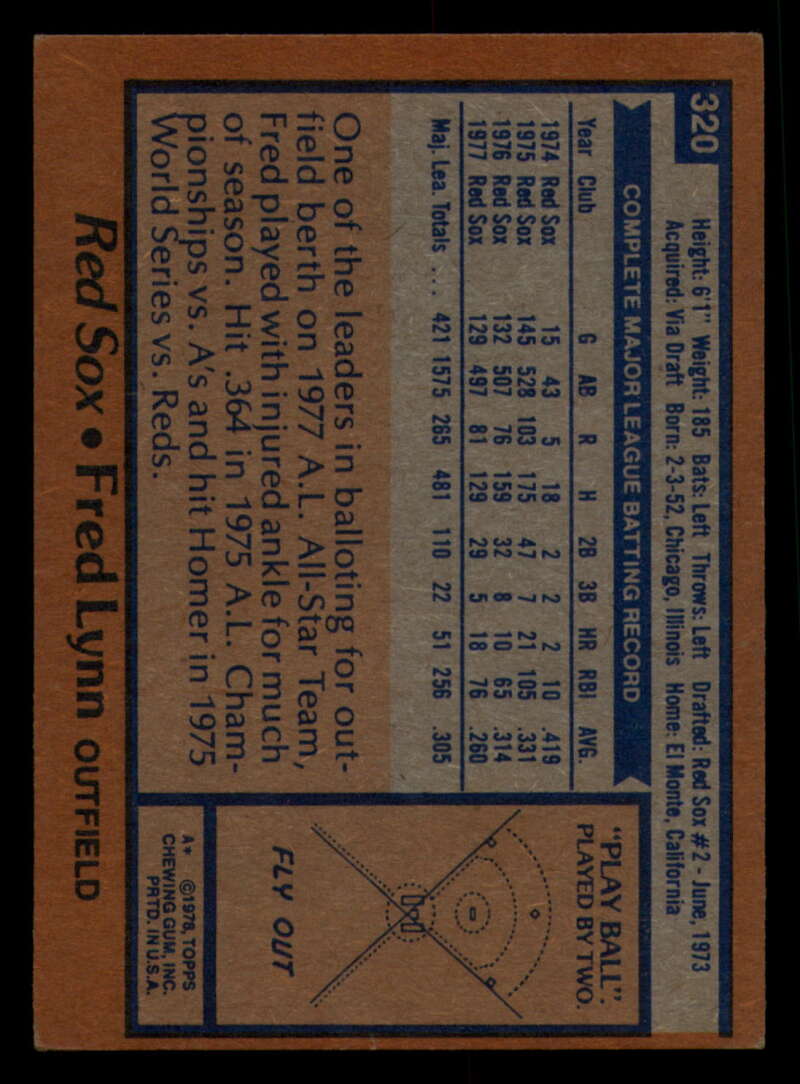 320
Height: 6'1" Weight: 185 Bats: Left Throws: Left Drafted: Red Sox #2 - June, 1973
Acquired: Via Draft Born: 2-3-52, Chicago, Illinois Home: El Monte, California
COMPLETE MAJOR LEAGUE BATTING RECORD
Year Club G AB R H 2B 3B HR RBI AVG.
1974 Red Sox 15 43 5 18 2 2 2 10 .419
1975 Red Sox 145 528 103 175 47 7 21 105 .331
1976 Red Sox 132 507 76 159 32 8 10 65 .314
1977 Red Sox 129 497 81 129 29 5 18 76 .260
Maj. Lea. Totals ... 421 1575 265 481 110 22 51 256 .305
One of the leaders in balloting for out-
field berth on 1977 A.L. All-Star Team,
Fred played with injured ankle for much
of season. Hit .364 in 1975 A.L. Cham-
pionships vs. A's and hit Homer in 1975
World Series vs. Reds.
"PLAY BALL":
PLAYED BY TWO.
FLY OUT
A* ©1978, TOPPS
CHEWING GUM, INC.
PRTD. IN U.S.A.
Red Sox • Fred Lynn OUTFIELD